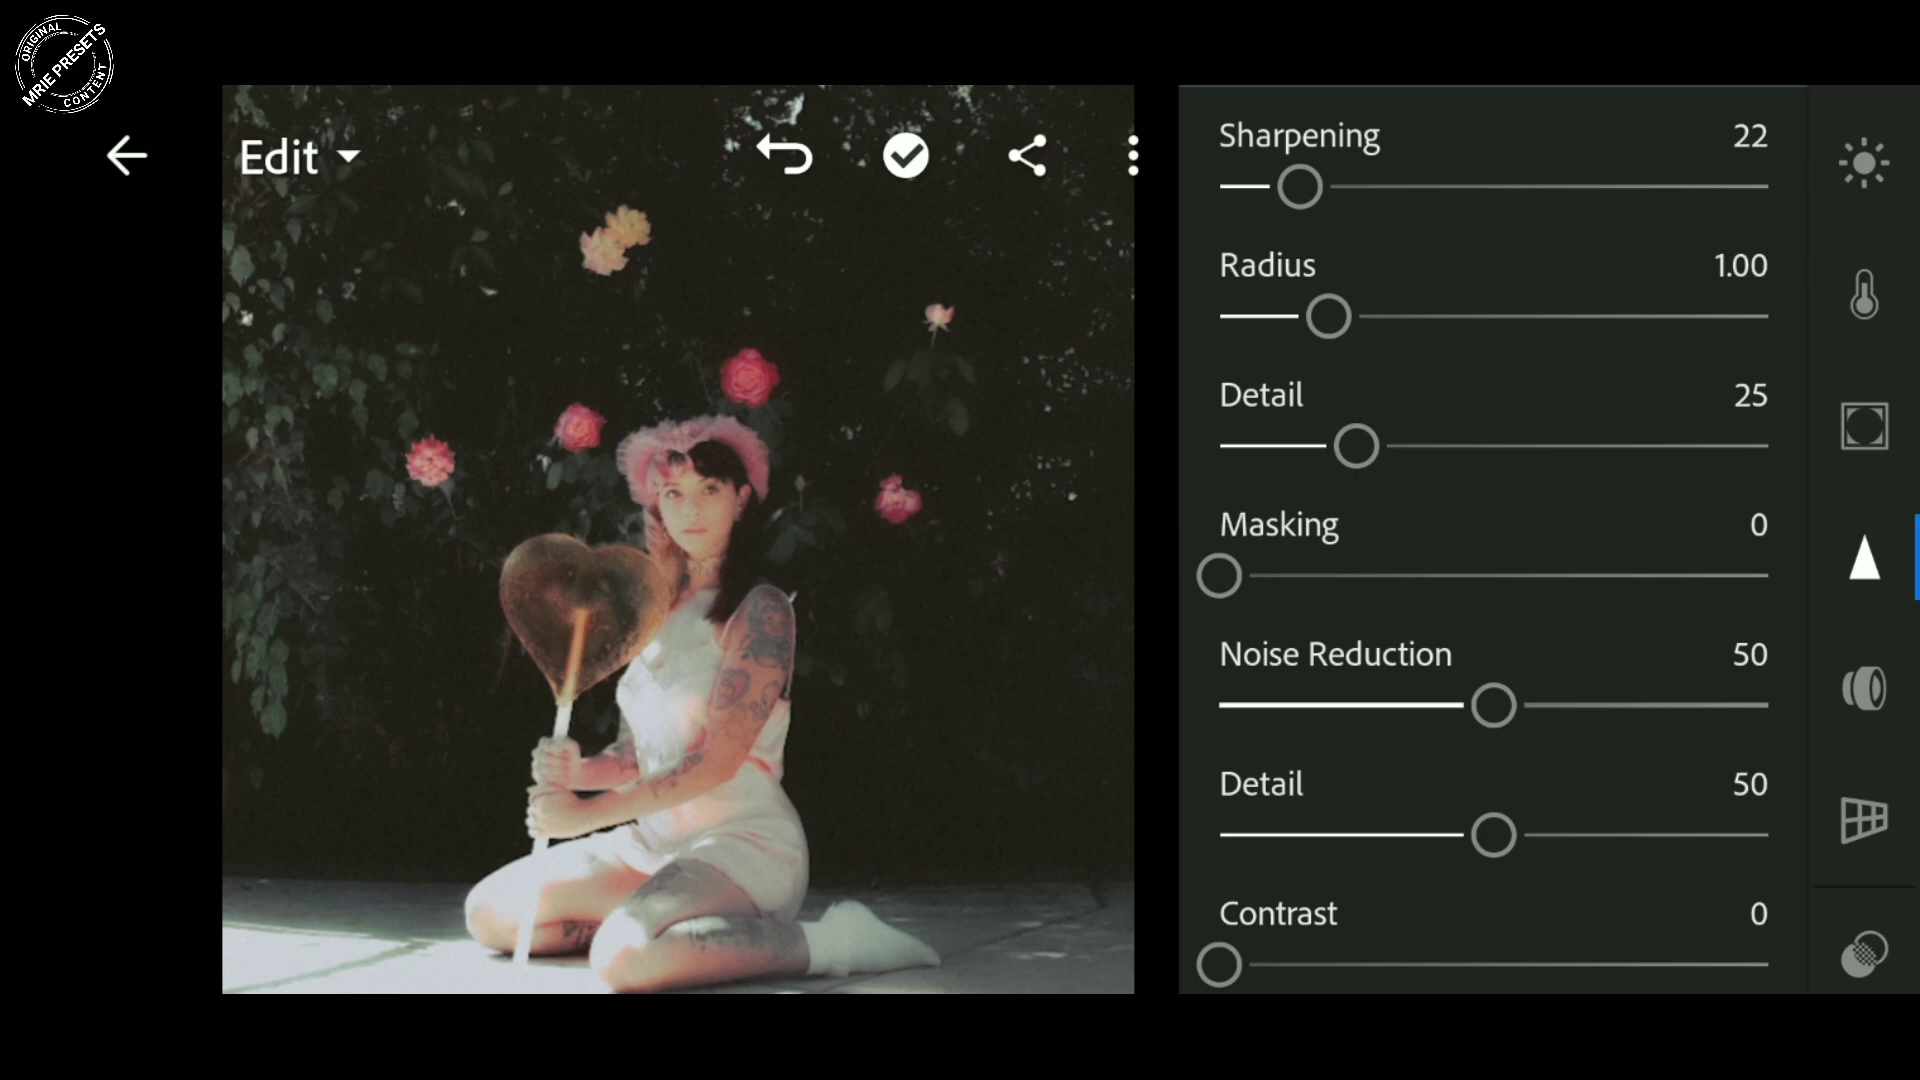 ORIGINAL
MRIE PRESETS
CONTENT
Edit
Sharpening 22
Radius 1.00
Detail 25
Masking 0
Noise Reduction 50
Detail 50
Contrast 0